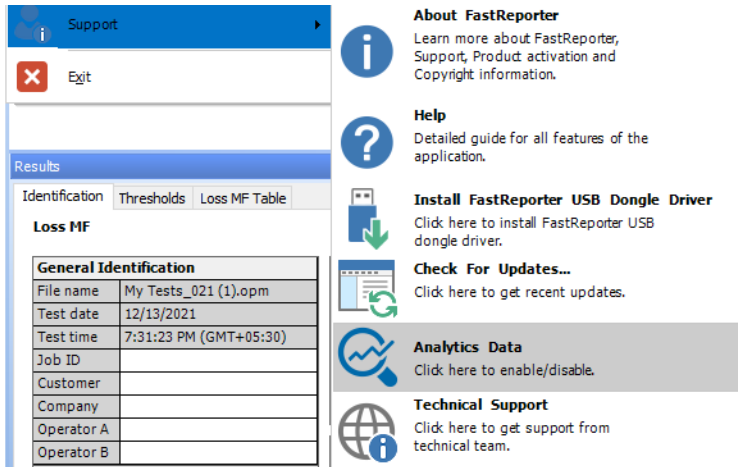 Support
Exit
About FastReporter
Learn more about FastReporter,
Support, Product activation and
Copyright information.
Help
Detailed guide for all features of the
application.
Install FastReporter USB Dongle Driver
Click here to install FastReporter USB
dongle driver.
Check For Updates...
Click here to get recent updates.
Analytics Data
Click here to enable/disable.
Technical Support
Click here to get support from
technical team.
Results
Identification Thresholds Loss MF Table
Loss MF
General Identification
File name My Tests_021 (1).opm
Test date 12/13/2021
Test time 7:31:23 PM (GMT+05:30)
Job ID
Customer
Company
Operator A
Operator B